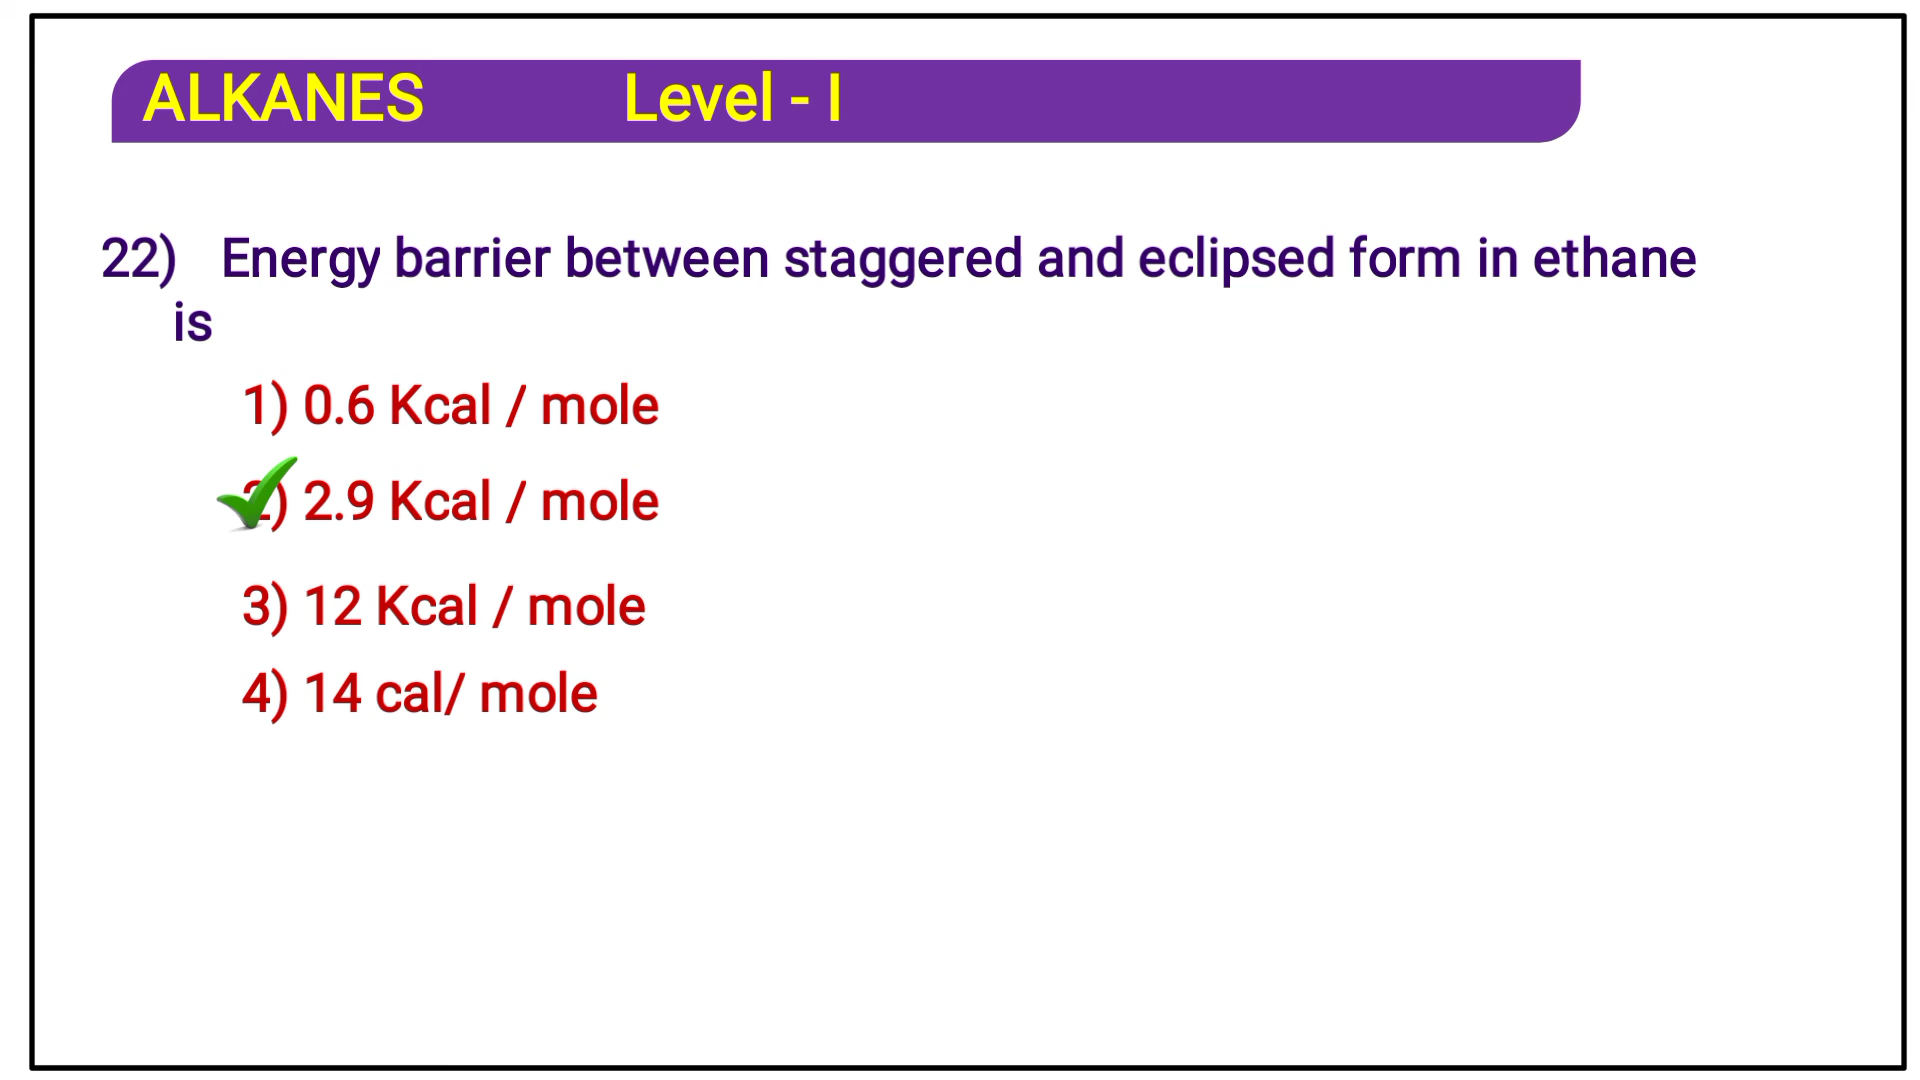 ALKANES Level - I
22) Energy barrier between staggered and eclipsed form in ethane
is
1) 0.6 Kcal / mole
2) 2.9 Kcal / mole
3) 12 Kcal / mole
4) 14 cal/ mole